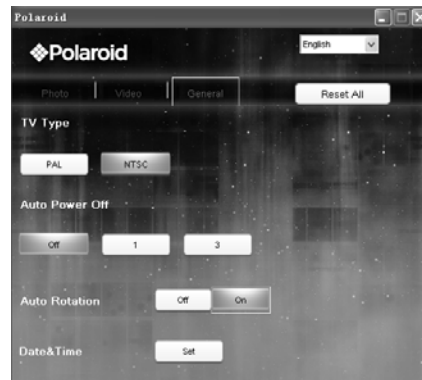 Polaroid
Polaroid
English
Photo Video General
Reset All
TV Type
PAL NTSC
Auto Power Off
Off 1 3
Auto Rotation Off On
Date&Time Set